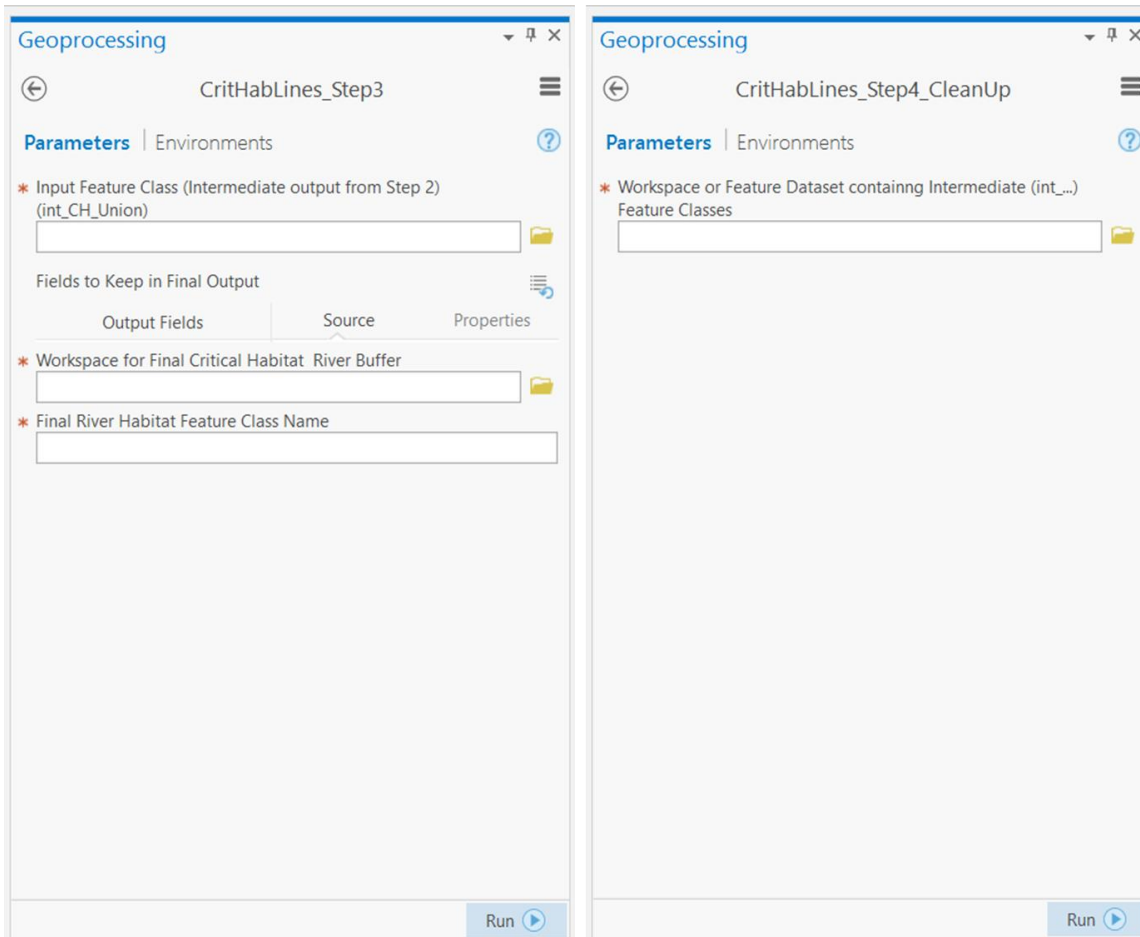 Geoprocessing
CritHabLines_Step3
Parameters | Environments
* Input Feature Class (Intermediate output from Step 2)
(int_CH_Union)
Fields to Keep in Final Output
Output Fields Source Properties
* Workspace for Final Critical Habitat  River Buffer
* Final River Habitat Feature Class Name
Run
Geoprocessing
CritHabLines_Step4_CleanUp
Parameters | Environments
* Workspace or Feature Dataset containng Intermediate (int_...)
Feature Classes
Run